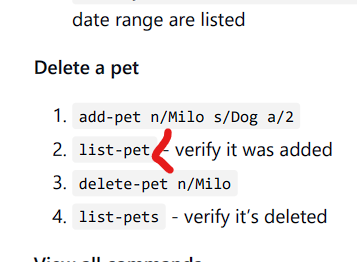 date range are listed
Delete a pet
1. add-pet n/Milo s/Dog a/2
2. list-pet - verify it was added
3. delete-pet n/Milo
4. list-pets - verify it's deleted